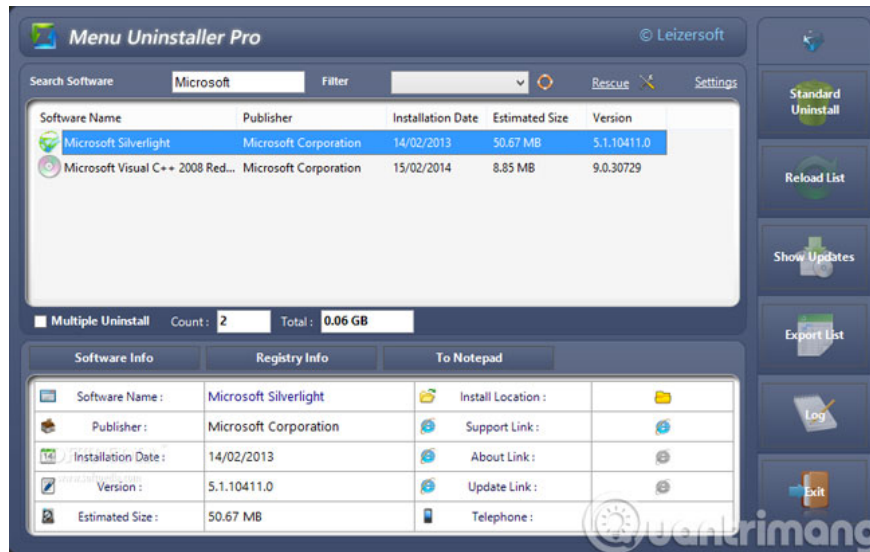 Menu Uninstaller Pro
© Leizersoft
Search Software Microsoft Filter Rescue Settings
Software Name Publisher Installation Date Estimated Size Version
Microsoft Silverlight Microsoft Corporation 14/02/2013 50.67 MB 5.1.10411.0
Microsoft Visual C++ 2008 Red... Microsoft Corporation 15/02/2014 8.85 MB 9.0.30729
Multiple Uninstall Count : 2 Total : 0.06 GB
Software Info Registry Info To Notepad
Software Name : Microsoft Silverlight Install Location :
Publisher : Microsoft Corporation Support Link :
Installation Date : 14/02/2013 About Link :
Version : 5.1.10411.0 Update Link :
Estimated Size : 50.67 MB Telephone :
Standard
Uninstall
Reload List
Show Updates
Export List
Log
Exit
Quantrimang